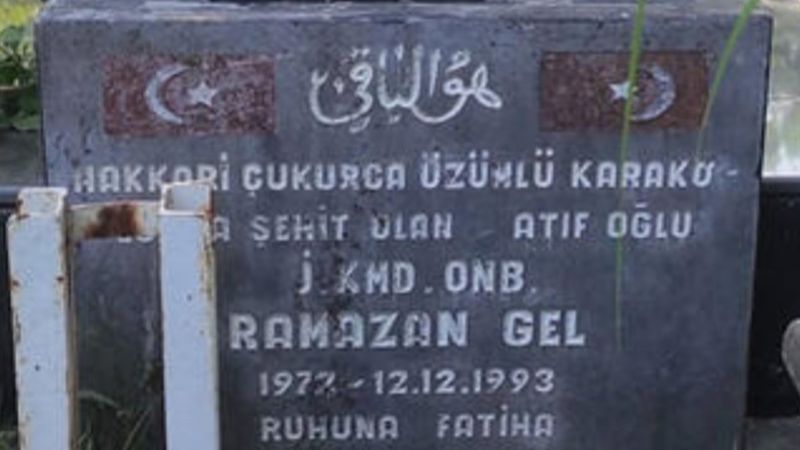 هو الباقي
HAKKARİ ÇUKURCA ÜZÜMLÜ KARAKO-
ŞEHİT OLAN ATIF OĞLU
J. KMD. ONB.
RAMAZAN GEL
1972 - 12.12.1993
RUHUNA FATİHA